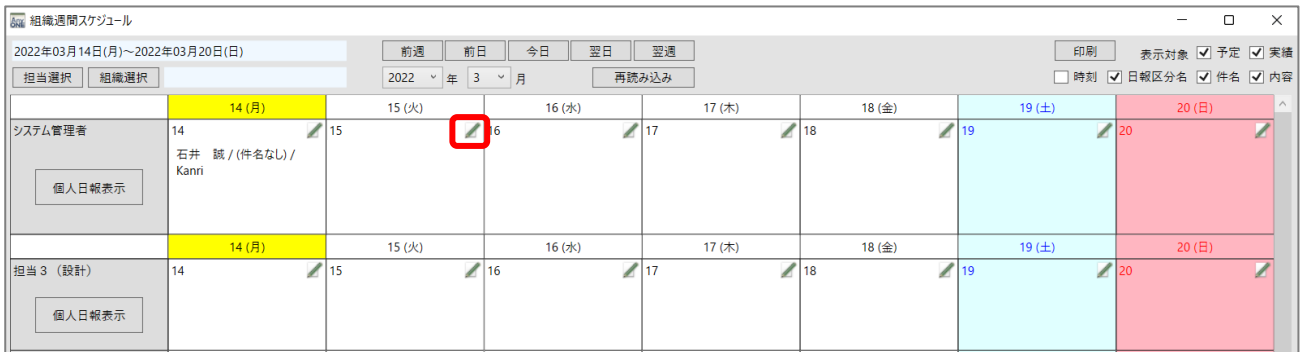 組織週間スケジュール
2022年03月14日(月)～2022年03月20日(日) 前週 前日 今日 翌日 翌週 印刷 表示対象 予定 実績
担当選択 組織選択 2022 年 3 月 再読み込み 時刻 日報区分名 件名 内容
14 (月) 15 (火) 16 (水) 17 (木) 18 (金) 19 (土) 20 (日)
システム管理者 14 15 16 17 18 19 20
石井 誠 / (件名なし) /
Kanri
個人日報表示
14 (月) 15 (火) 16 (水) 17 (木) 18 (金) 19 (土) 20 (日)
担当３（設計） 14 15 16 17 18 19 20
個人日報表示